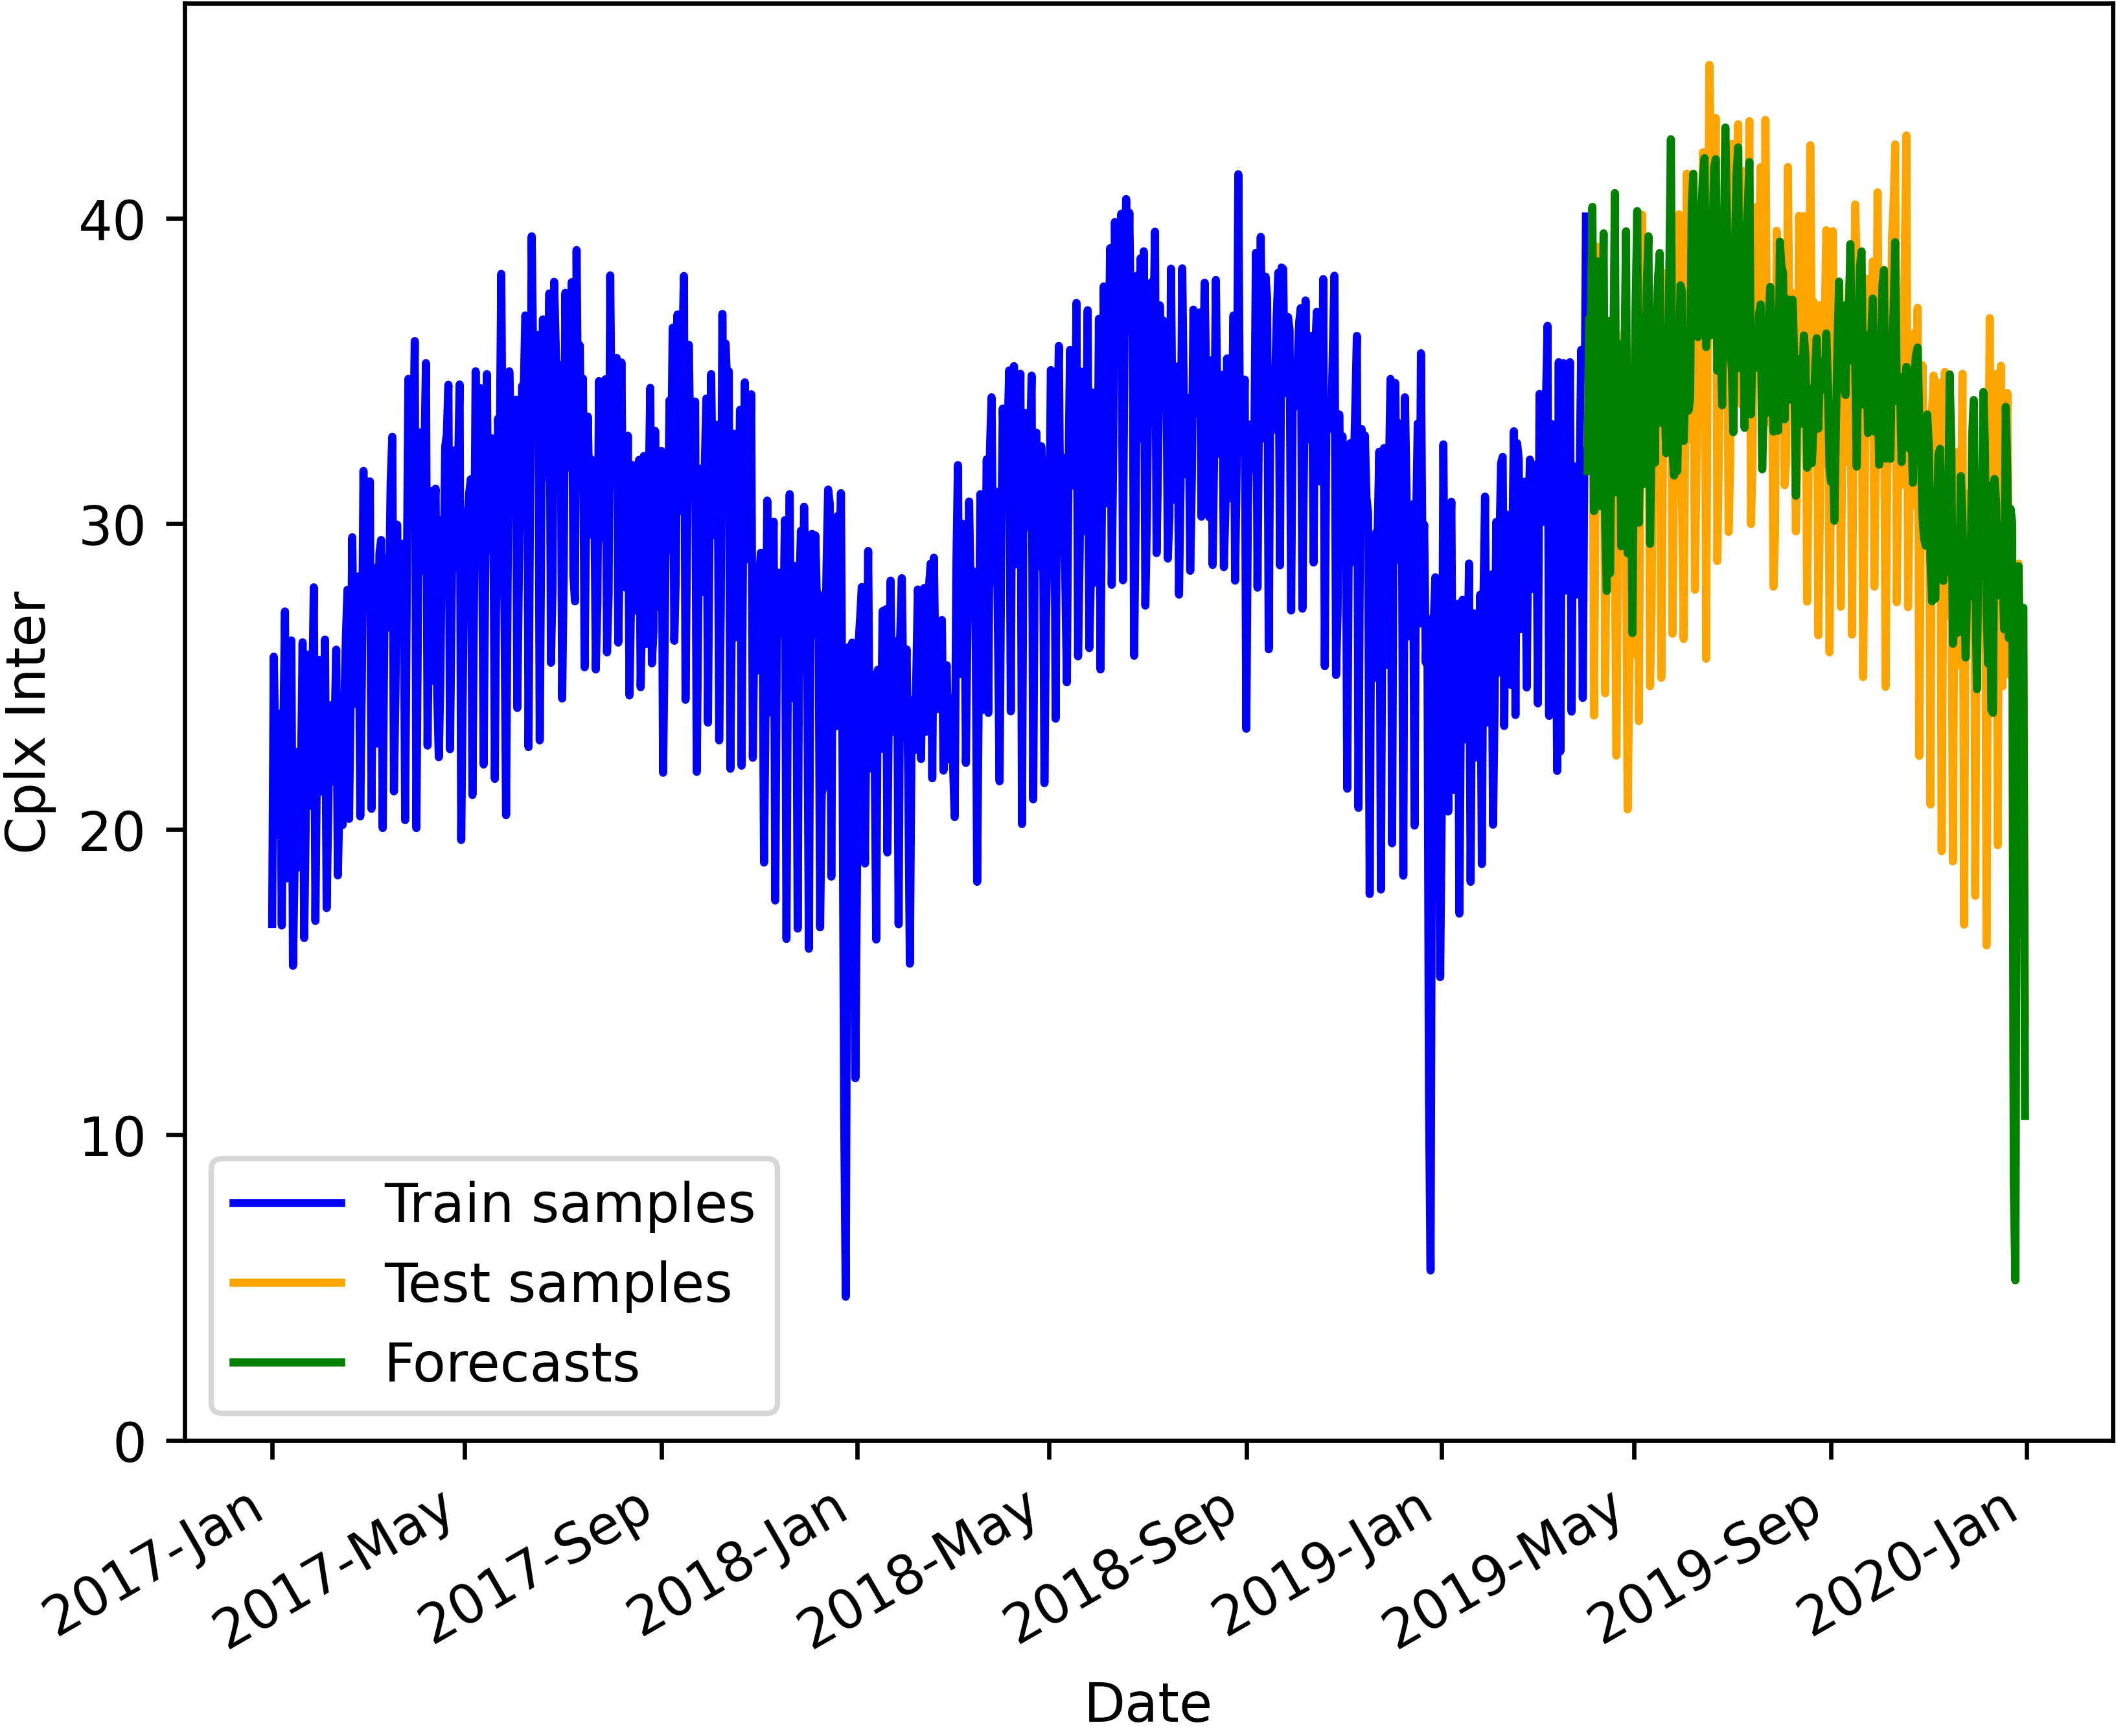 40
30
20
10
0
Cplx Inter
Train samples
Test samples
Forecasts
2017-Jan
2017-May
2017-Sep
2018-Jan
2018-May
2018-Sep
2019-Jan
2019-May
2019-Sep
2020-Jan
Date